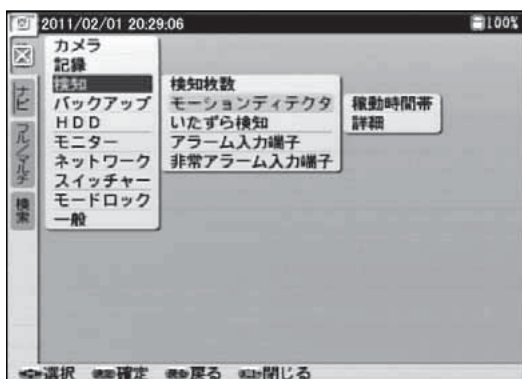 2011/02/01 20:29:06
100%
カメラ
記録
検知
バックアップ
HDD
モニター
ネットワーク
スイッチャー
モードロック
一般
検知枚数
モーションディテクタ
いたずら検知
アラーム入力端子
非常アラーム入力端子
稼動時間帯
詳細
ナビ
フル/マルチ
検索
選択 確定 戻る 閉じる